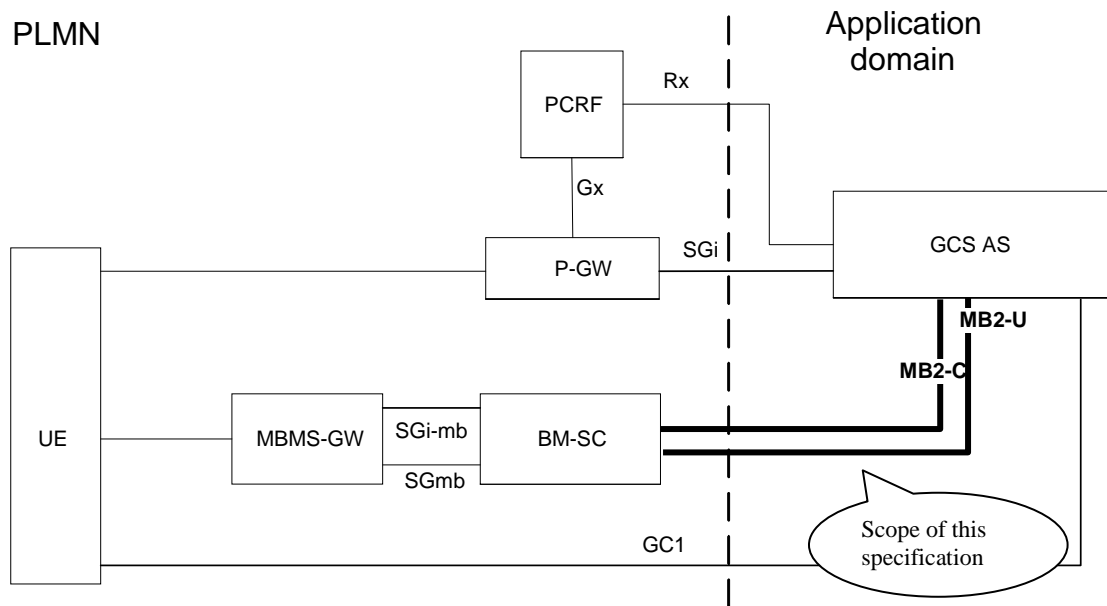 PLMN
Application
domain
Rx
PCRF
Gx
GCS AS
SGi
P-GW
MB2-U
MB2-C
UE
MBMS-GW
SGi-mb
BM-SC
SGmb
Scope of this
specification
GC1